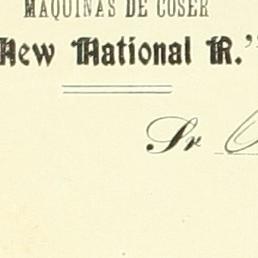 MAQUINAS DE COSER
New National R."
Sr